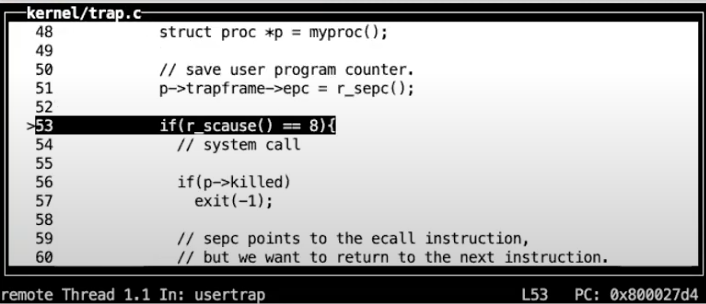 kernel/trap.c
48 struct proc *p = myproc();
49
50 // save user program counter.
51 p->trapframe->epc = r_sepc();
52
>53 if(r_scause() == 8){
54 // system call
55
56 if(p->killed)
57 exit(-1);
58
59 // sepc points to the ecall instruction,
60 // but we want to return to the next instruction.
remote Thread 1.1 In: usertrap L53 PC: 0x800027d4